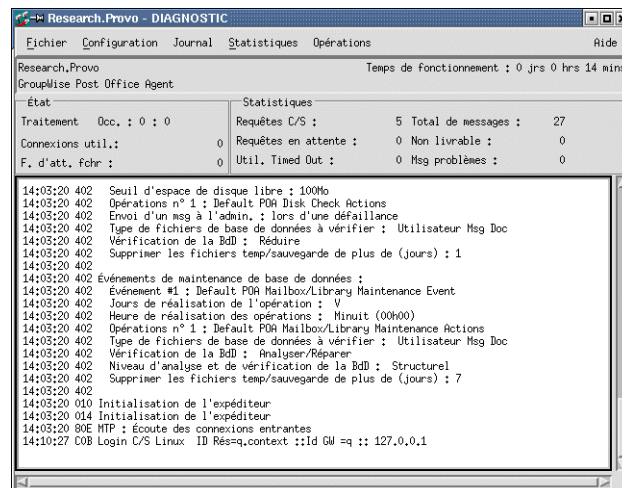 Research.Provo - DIAGNOSTIC
Fichier Configuration Journal Statistiques Opérations Aide
Research.Provo Temps de fonctionnement : 0 jrs 0 hrs 14 mins
GroupWise Post Office Agent
État Statistiques
Traitement Occ. : 0 : 0 Requêtes C/S : 5 Total de messages : 27
Connexions util.: 0 Requêtes en attente : 0 Non livrable : 0
F. d'att. fchr : 0 Util. Timed Out : 0 Msg problèmes : 0
14:03:20 402 Seuil d'espace de disque libre : 100Mo
14:03:20 402 Opérations n° 1 : Default POA Disk Check Actions
14:03:20 402 Envoi d'un msg à l'admin. : lors d'une défaillance
14:03:20 402 Type de fichiers de base de données à vérifier : Utilisateur Msg Doc
14:03:20 402 Vérification de la BdD : Réduire
14:03:20 402 Supprimer les fichiers temp/sauvegarde de plus de (jours) : 1
14:03:20 402
14:03:20 402 Événements de maintenance de base de données :
14:03:20 402 Événement #1 : Default POA Mailbox/Library Maintenance Event
14:03:20 402 Jours de réalisation de l'opération : V
14:03:20 402 Heure de réalisation des opérations : Minuit (00h00)
14:03:20 402 Opérations n° 1 : Default POA Mailbox/Library Maintenance Actions
14:03:20 402 Type de fichiers de base de données à vérifier : Utilisateur Msg Doc
14:03:20 402 Vérification de la BdD : Analyser/Réparer
14:03:20 402 Niveau d'analyse et de vérification de la BdD : Structurel
14:03:20 402 Supprimer les fichiers temp/sauvegarde de plus de (jours) : 7
14:03:20 402
14:03:20 010 Initialisation de l'expéditeur
14:03:20 014 Initialisation de l'expéditeur
14:03:20 80E MTP : Écoute des connexions entrantes
14:10:27 C0B Login C/S Linux ID Rés=q.context ::Id GW =q :: 127.0.0.1